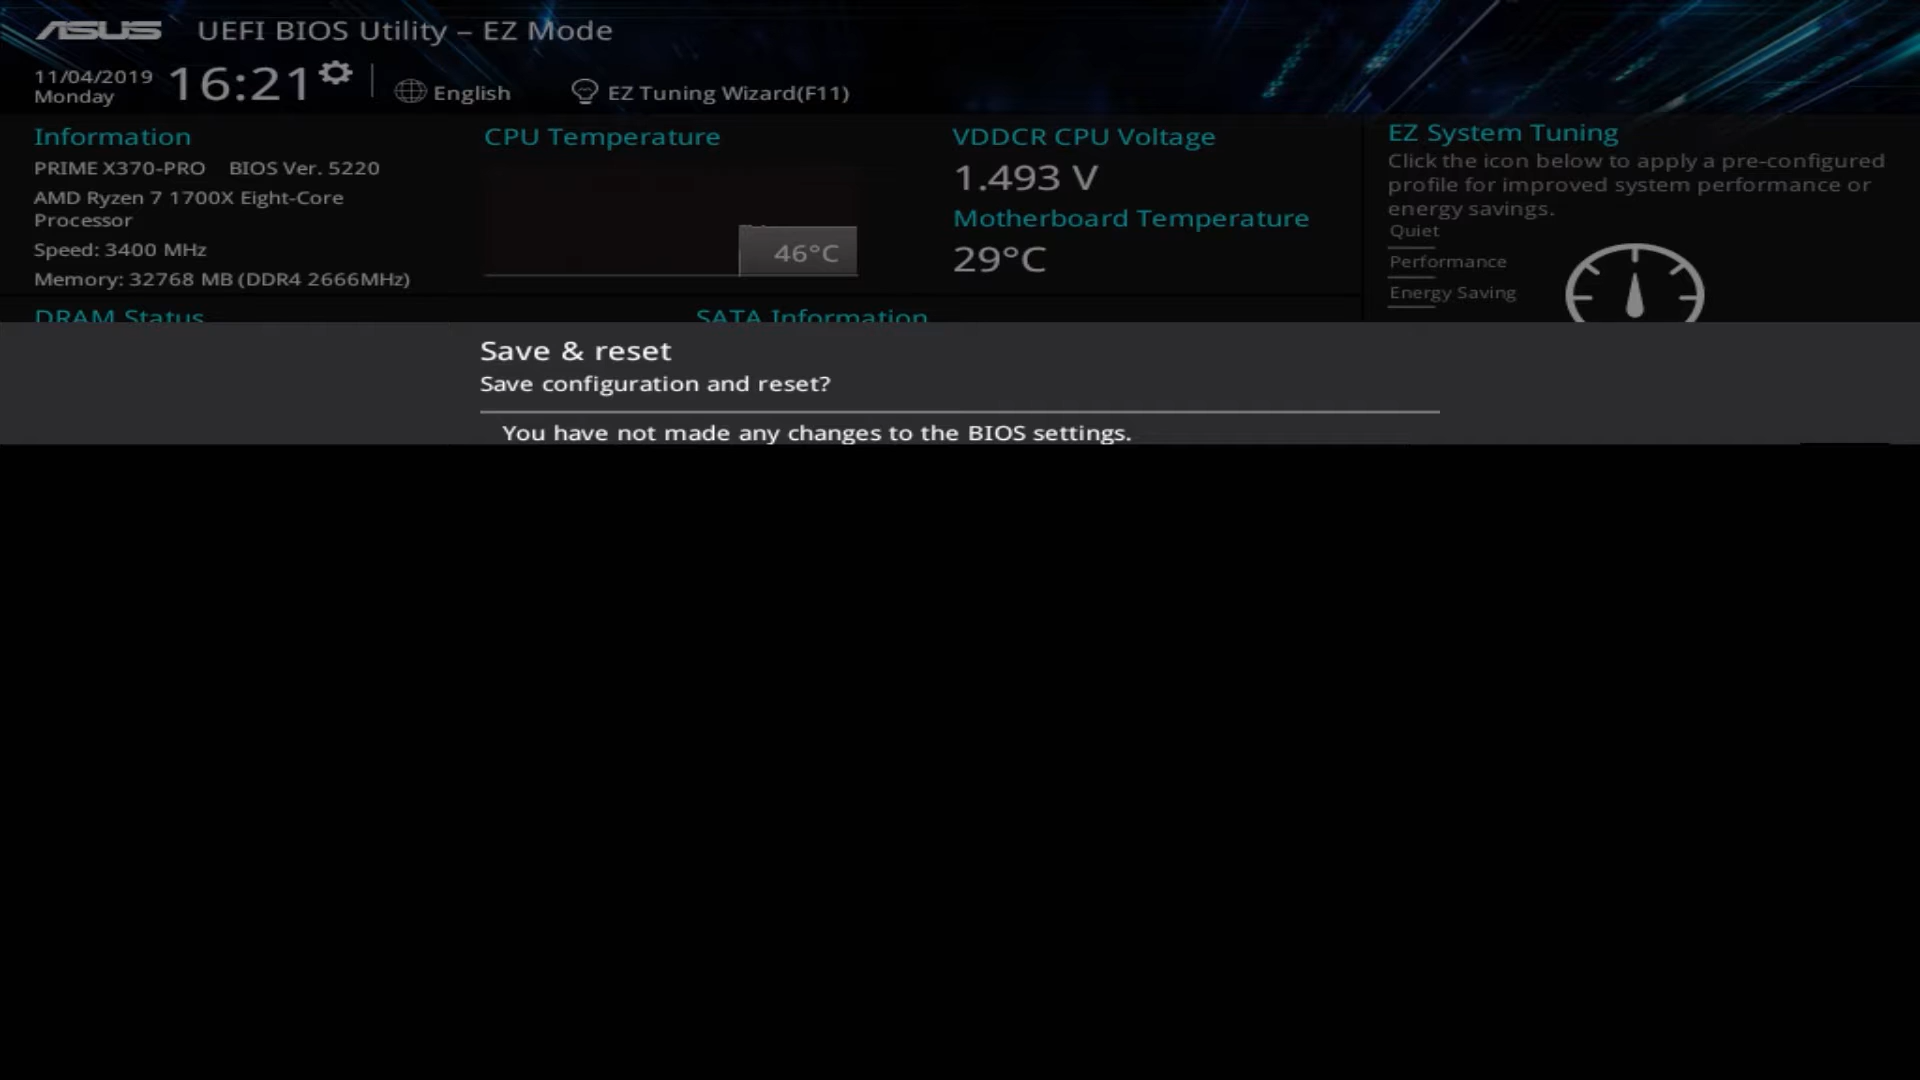 ASUS UEFI BIOS Utility – EZ Mode
11/04/2019
Monday
16:21
English
EZ Tuning Wizard(F11)
Information
PRIME X370-PRO BIOS Ver. 5220
AMD Ryzen 7 1700X Eight-Core
Processor
Speed: 3400 MHz
Memory: 32768 MB (DDR4 2666MHz)
CPU Temperature
46°C
VDDCR CPU Voltage
1.493 V
Motherboard Temperature
29°C
EZ System Tuning
Click the icon below to apply a pre-configured
profile for improved system performance or
energy savings.
Quiet
Performance
Energy Saving
DRAM Status
SATA Information
Save & reset
Save configuration and reset?
You have not made any changes to the BIOS settings.